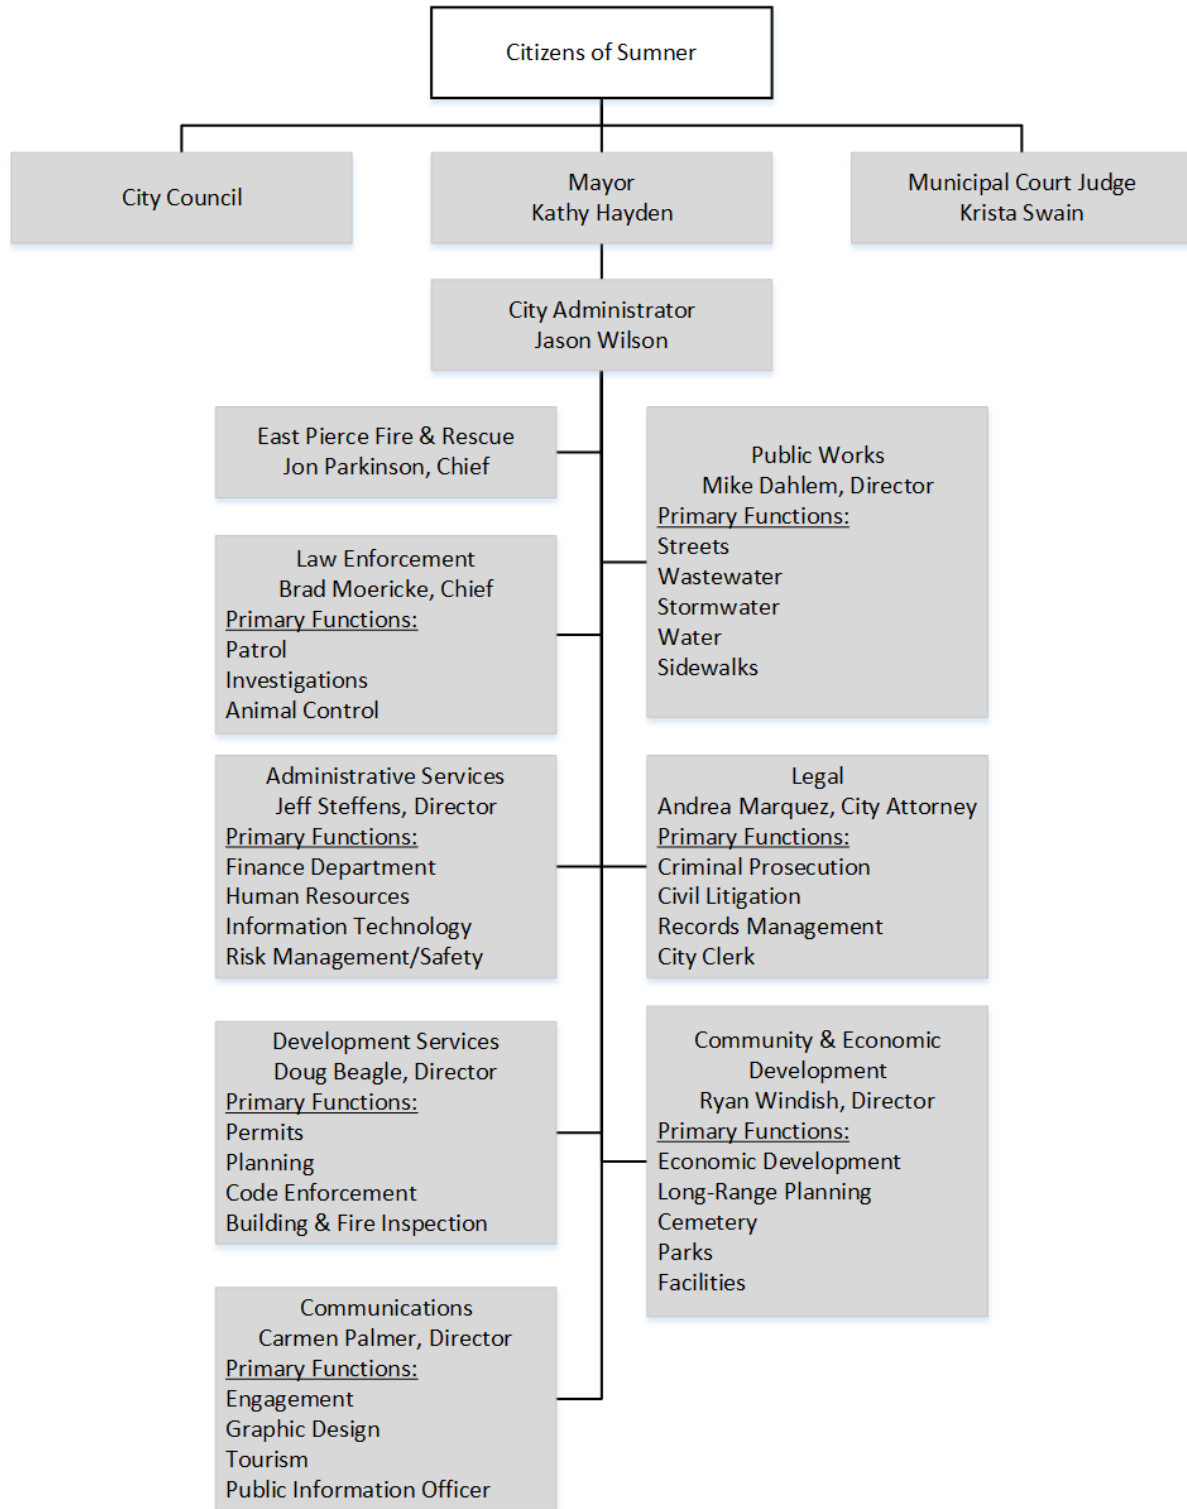 Citizens of Sumner
City Council
Mayor
Kathy Hayden
Municipal Court Judge
Krista Swain
City Administrator
Jason Wilson
East Pierce Fire & Rescue
Jon Parkinson, Chief
Public Works
Mike Dahlem, Director
Primary Functions:
Streets
Wastewater
Stormwater
Water
Sidewalks
Law Enforcement
Brad Moericke, Chief
Primary Functions:
Patrol
Investigations
Animal Control
Administrative Services
Jeff Steffens, Director
Primary Functions:
Finance Department
Human Resources
Information Technology
Risk Management/Safety
Legal
Andrea Marquez, City Attorney
Primary Functions:
Criminal Prosecution
Civil Litigation
Records Management
City Clerk
Development Services
Doug Beagle, Director
Primary Functions:
Permits
Planning
Code Enforcement
Building & Fire Inspection
Community & Economic
Development
Ryan Windish, Director
Primary Functions:
Economic Development
Long-Range Planning
Cemetery
Parks
Facilities
Communications
Carmen Palmer, Director
Primary Functions:
Engagement
Graphic Design
Tourism
Public Information Officer